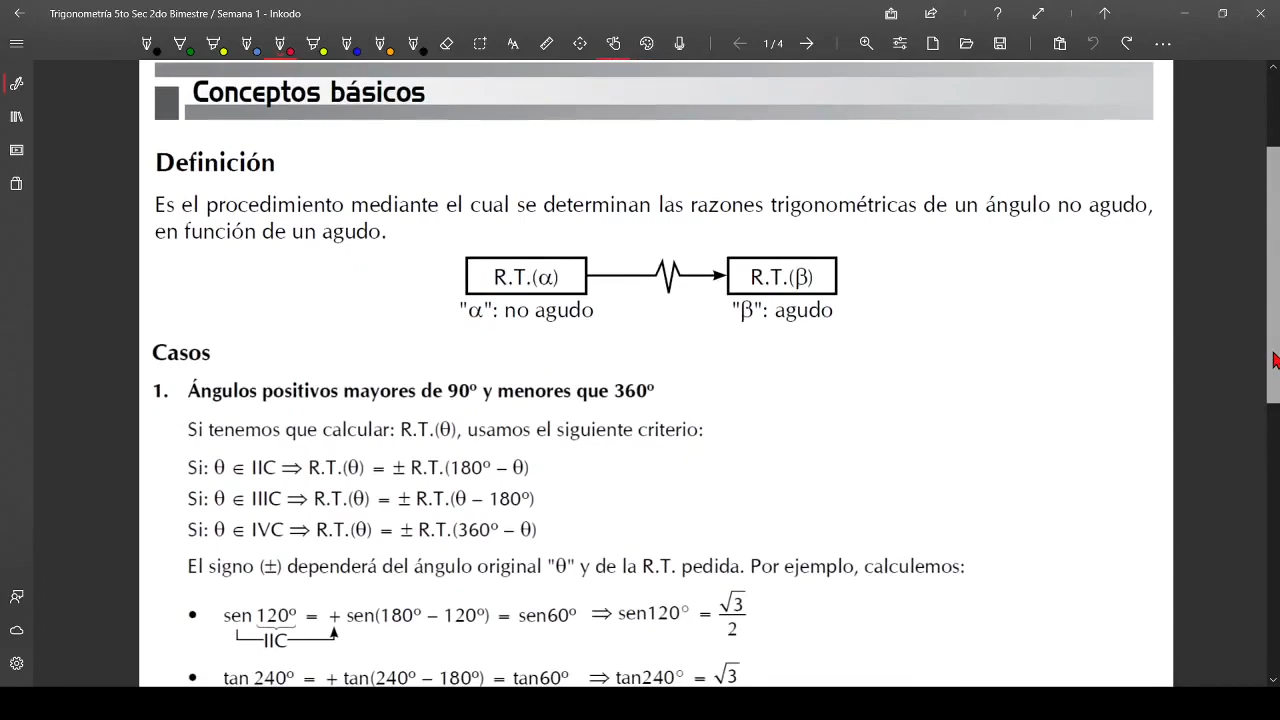 Trigonometría 5to Sec 2do Bimestre / Semana 1 - Inkodo
1/4
Conceptos básicos
Definición
Es el procedimiento mediante el cual se determinan las razones trigonométricas de un ángulo no agudo,
en función de un agudo.
R.T.(α) R.T.(β)
"α": no agudo "β": agudo
Casos
1. Ángulos positivos mayores de 90º y menores que 360º
Si tenemos que calcular: R.T.(θ), usamos el siguiente criterio:
Si: θ ∈ IIC ⇒ R.T.(θ) = ± R.T.(180º − θ)
Si: θ ∈ IIIC ⇒ R.T.(θ) = ± R.T.(θ − 180º)
Si: θ ∈ IVC ⇒ R.T.(θ) = ± R.T.(360º − θ)
El signo (±) dependerá del ángulo original "θ" y de la R.T. pedida. Por ejemplo, calculemos:
• sen 120º = + sen(180º − 120º) = sen60º ⇒ sen120° = √3/2
IIC
• tan 240º = + tan(240º − 180º) = tan60º ⇒ tan240° = √3